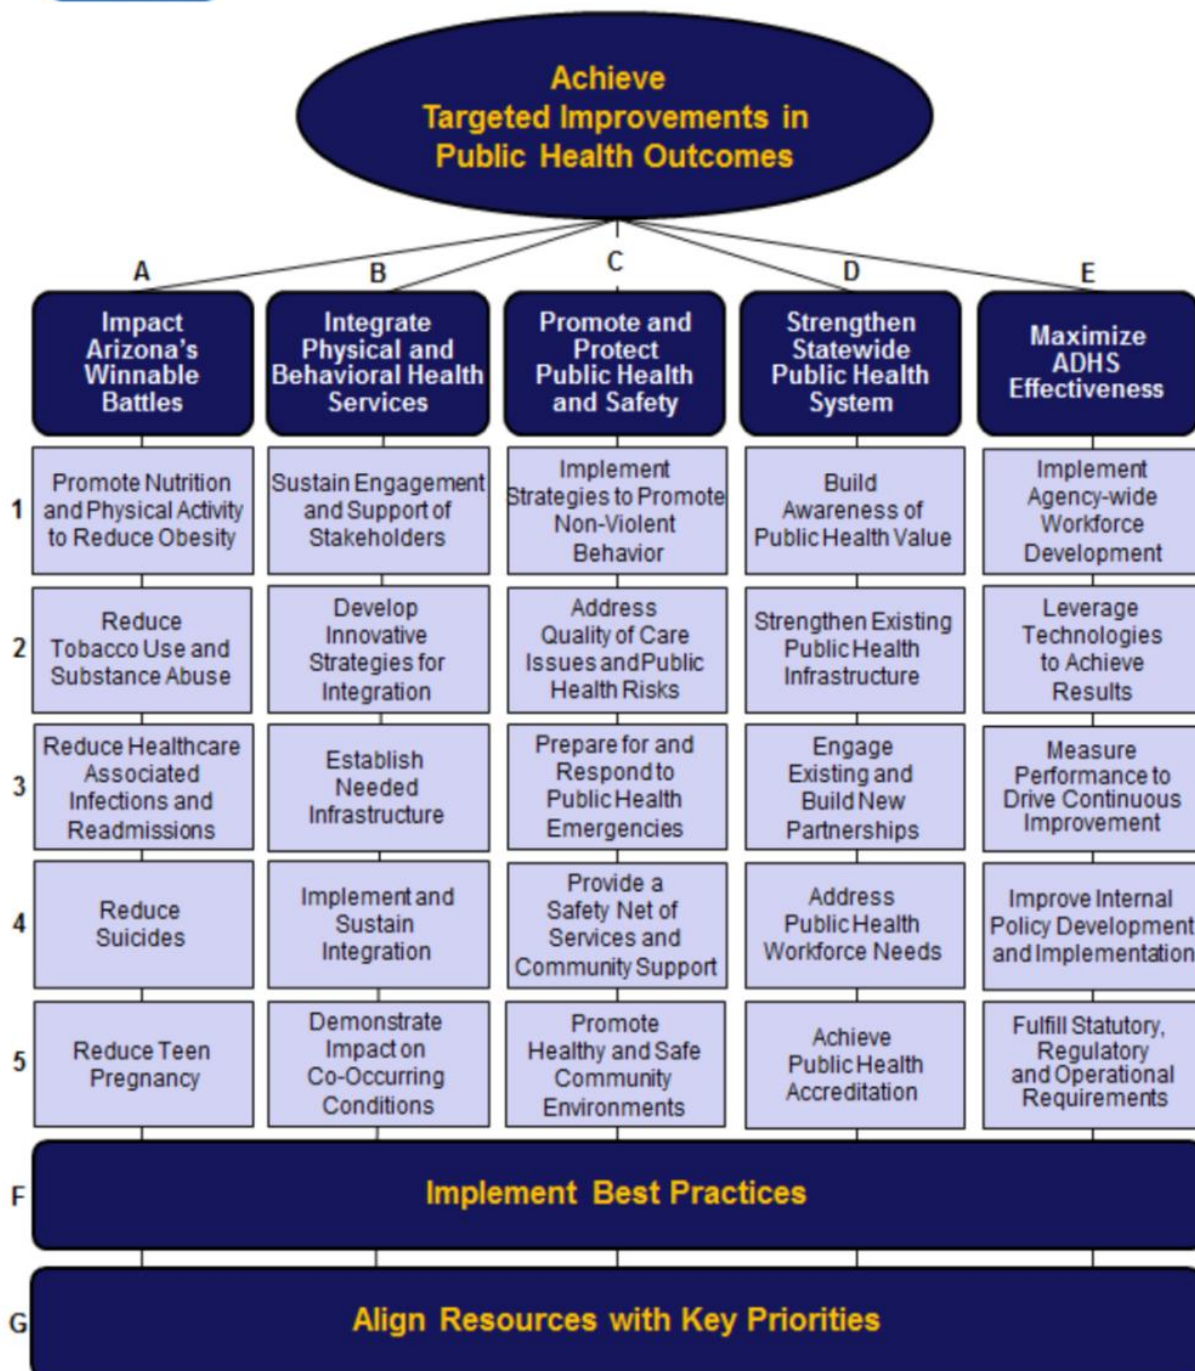 Achieve
Targeted Improvements in
Public Health Outcomes
A
B
C
D
E
Impact
Arizona's
Winnable
Battles
Integrate
Physical and
Behavioral Health
Services
Promote and
Protect
Public Health
and Safety
Strengthen
Statewide
Public Health
System
Maximize
ADHS
Effectiveness
1
Promote Nutrition
and Physical Activity
to Reduce Obesity
Sustain Engagement
and Support of
Stakeholders
Implement
Strategies to Promote
Non-Violent
Behavior
Build
Awareness of
Public Health Value
Implement
Agency-wide
Workforce
Development
2
Reduce
Tobacco Use and
Substance Abuse
Develop
Innovative
Strategies for
Integration
Address
Quality of Care
Issues and Public
Health Risks
Strengthen Existing
Public Health
Infrastructure
Leverage
Technologies
to Achieve
Results
3
Reduce Healthcare
Associated
Infections and
Readmissions
Establish
Needed
Infrastructure
Prepare for and
Respond to
Public Health
Emergencies
Engage
Existing and
Build New
Partnerships
Measure
Performance to
Drive Continuous
Improvement
4
Reduce
Suicides
Implement and
Sustain
Integration
Provide a
Safety Net of
Services and
Community Support
Address
Public Health
Workforce Needs
Improve Internal
Policy Development
and Implementation
5
Reduce Teen
Pregnancy
Demonstrate
Impact on
Co-Occurring
Conditions
Promote
Healthy and Safe
Community
Environments
Achieve
Public Health
Accreditation
Fulfill Statutory,
Regulatory
and Operational
Requirements
F
Implement Best Practices
G
Align Resources with Key Priorities